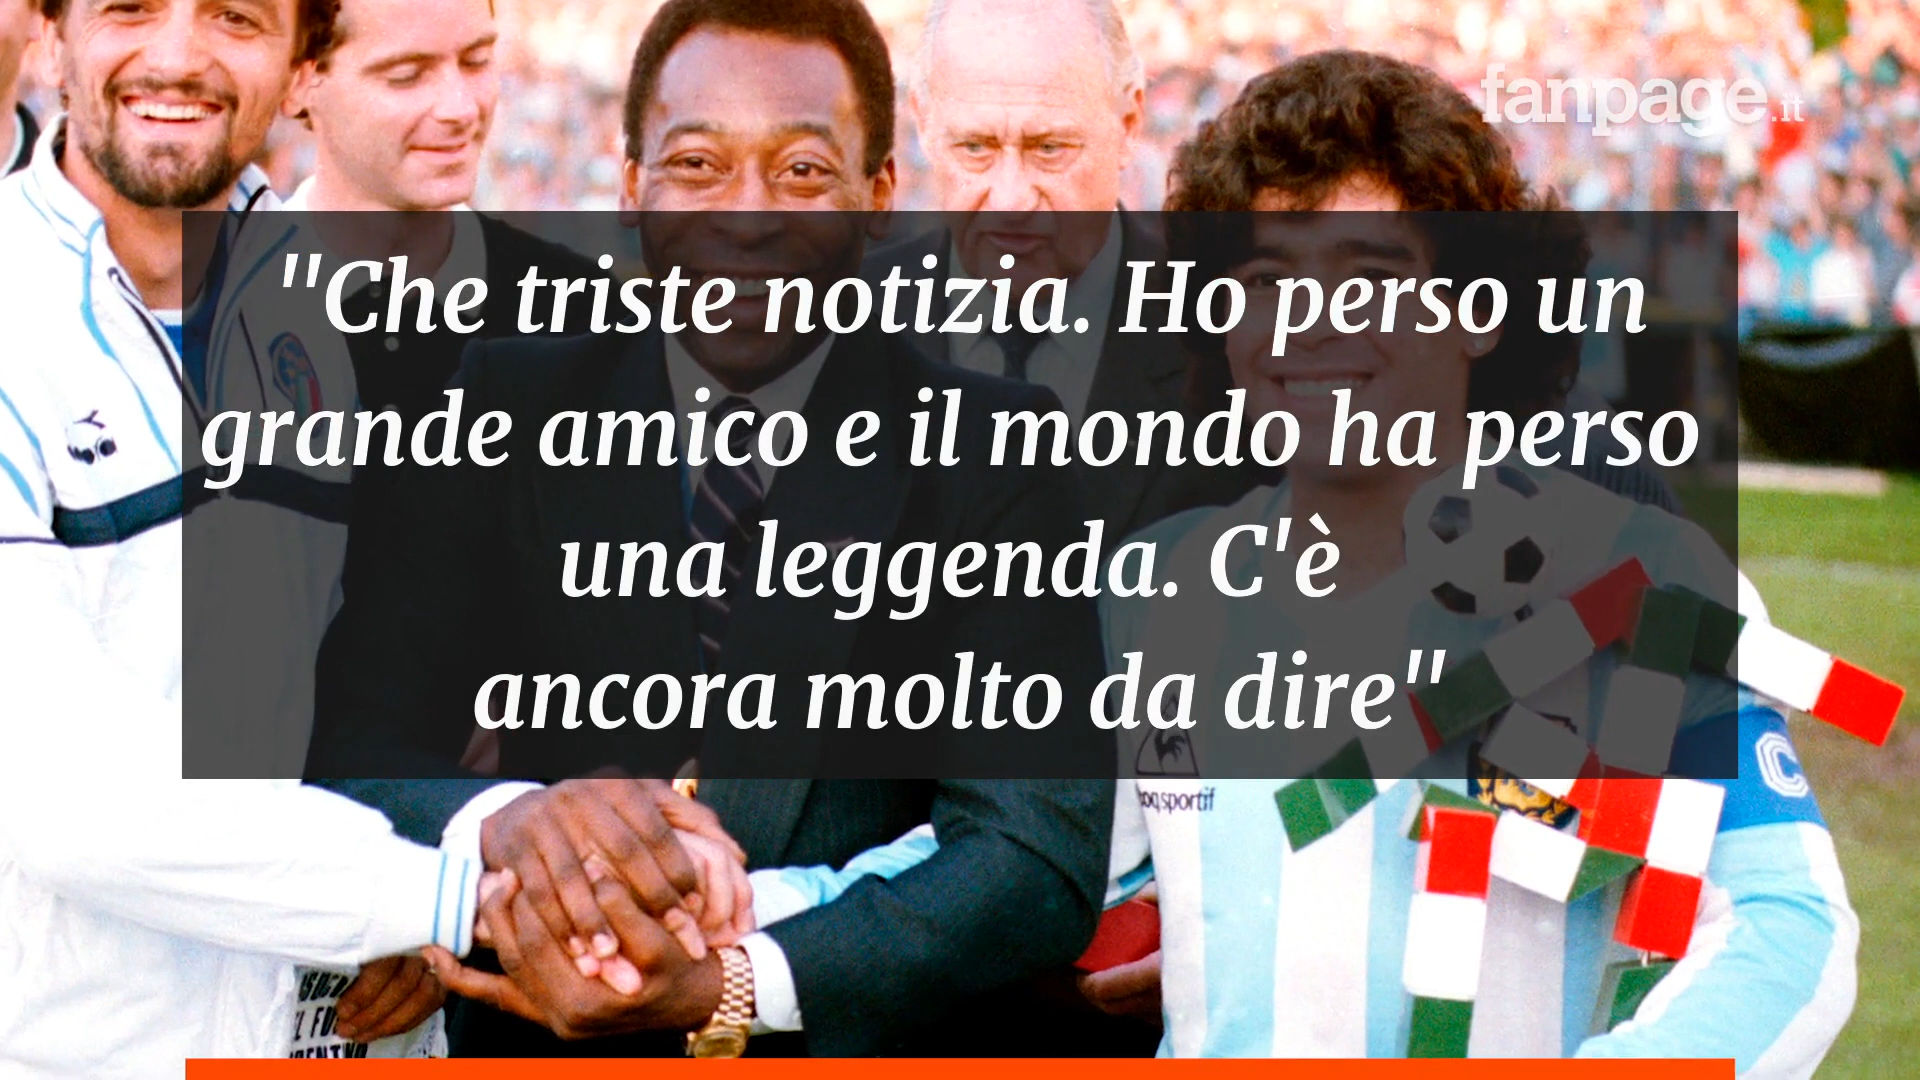 fanpage.it
"Che triste notizia. Ho perso un
grande amico e il mondo ha perso
una leggenda. C'è
ancora molto da dire"
C
coq sportif